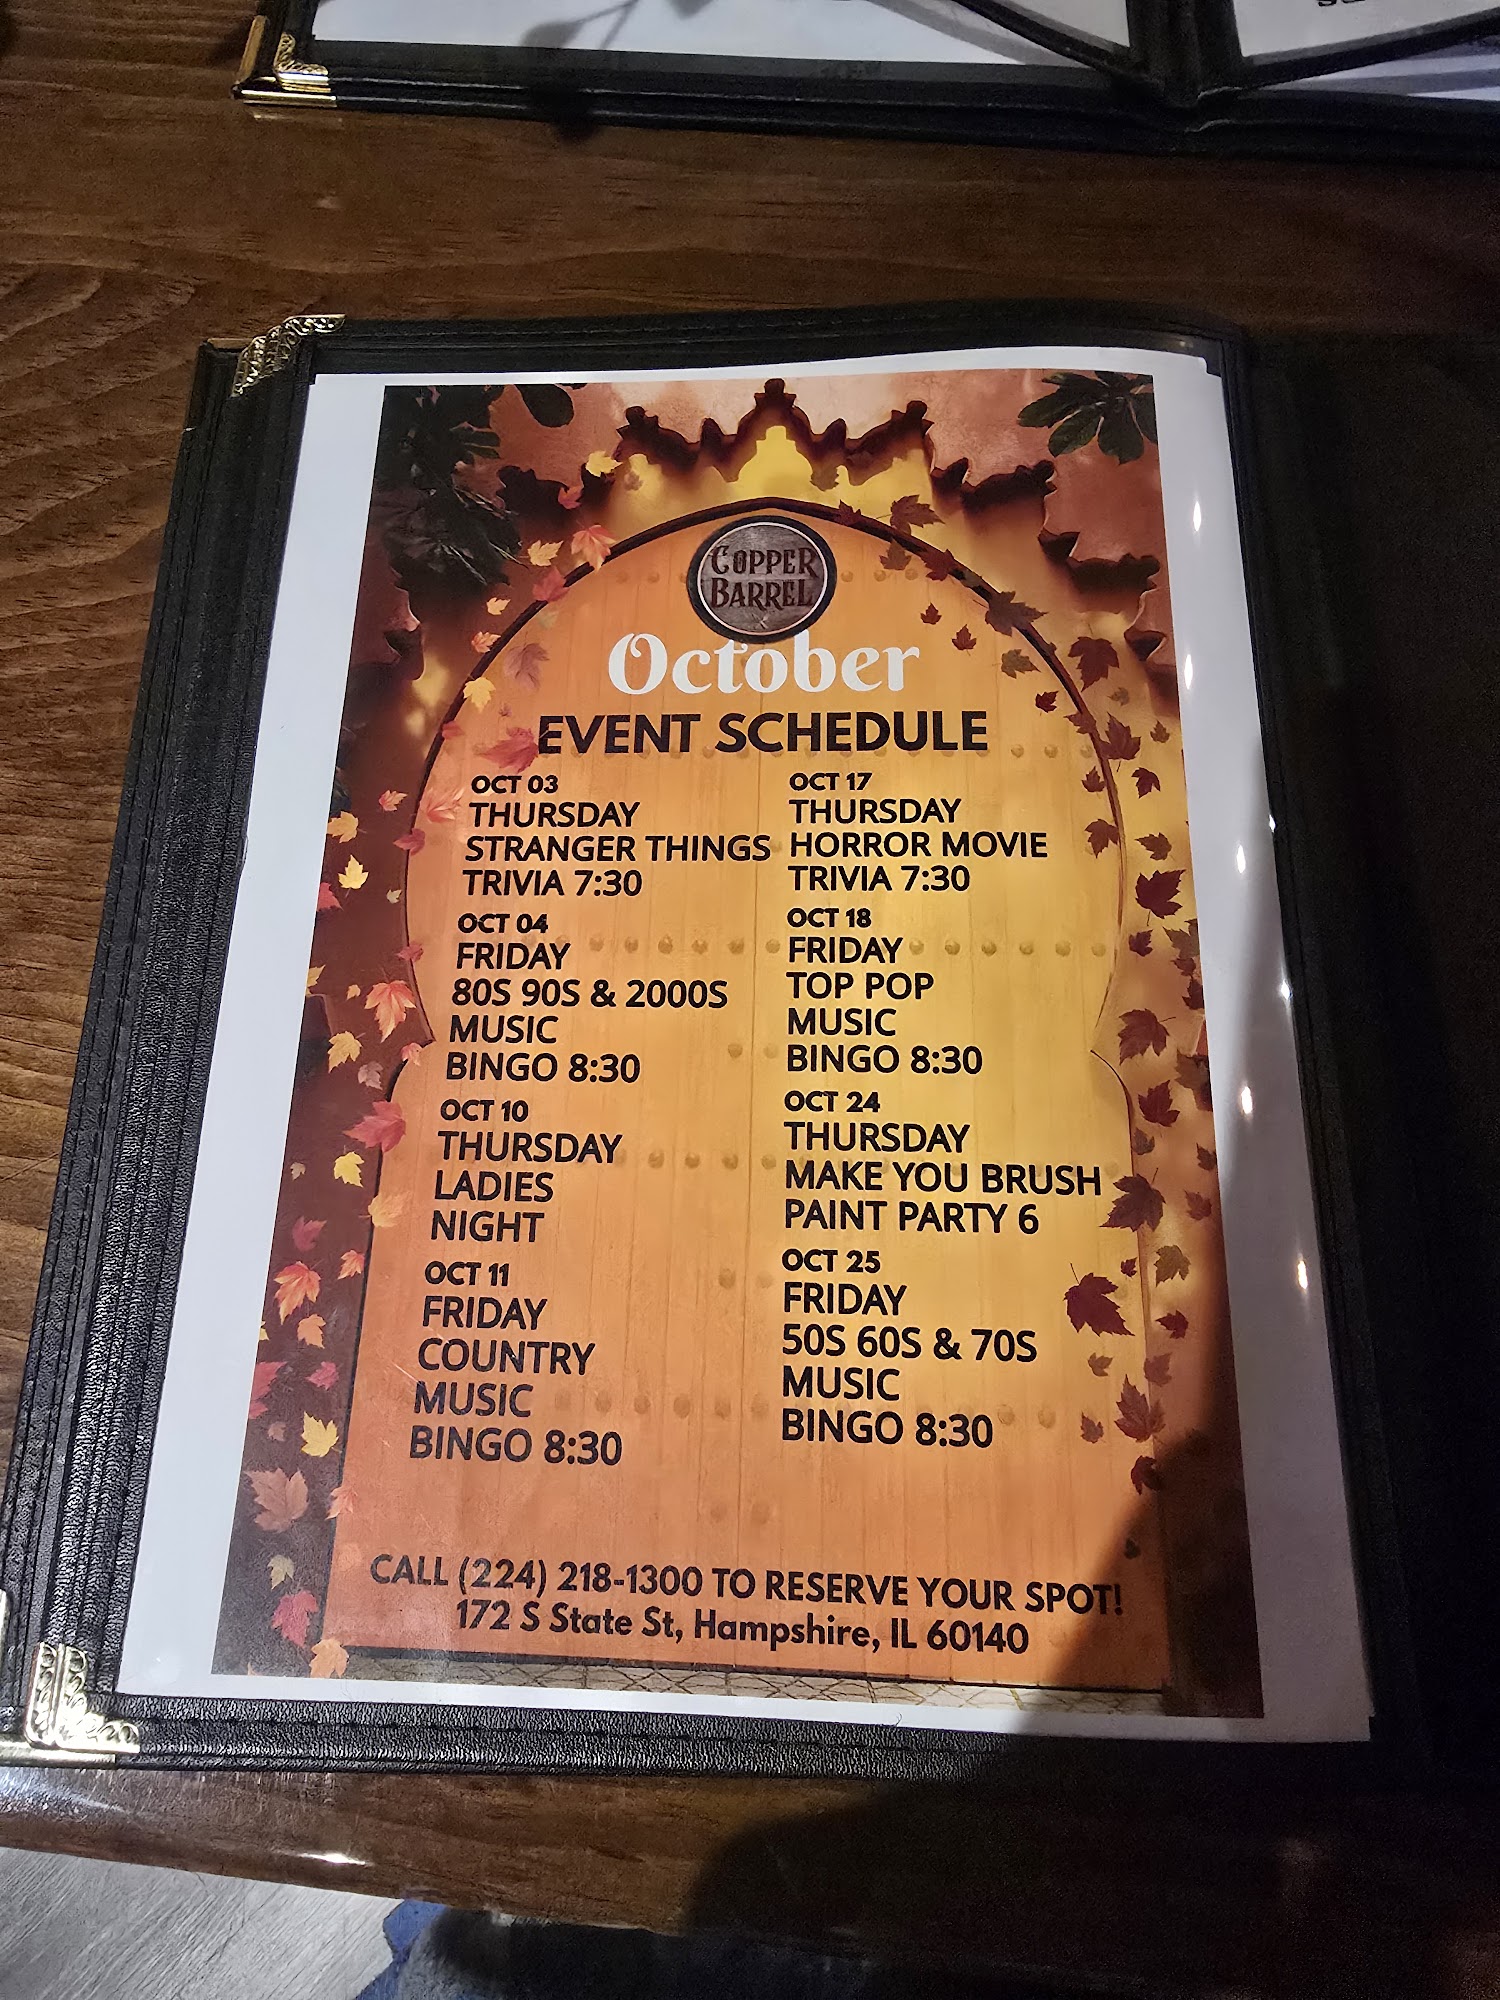 COPPER
BARREL
October
EVENT SCHEDULE
OCT 03
THURSDAY
STRANGER THINGS
TRIVIA 7:30
OCT 04
FRIDAY
80S 90S & 2000S
MUSIC
BINGO 8:30
OCT 10
THURSDAY
LADIES
NIGHT
OCT 11
FRIDAY
COUNTRY
MUSIC
BINGO 8:30
OCT 17
THURSDAY
HORROR MOVIE
TRIVIA 7:30
OCT 18
FRIDAY
TOP POP
MUSIC
BINGO 8:30
OCT 24
THURSDAY
MAKE YOU BRUSH
PAINT PARTY 6
OCT 25
FRIDAY
50S 60S & 70S
MUSIC
BINGO 8:30
CALL (224) 218-1300 TO RESERVE YOUR SPOT!
172 S State St, Hampshire, IL 60140